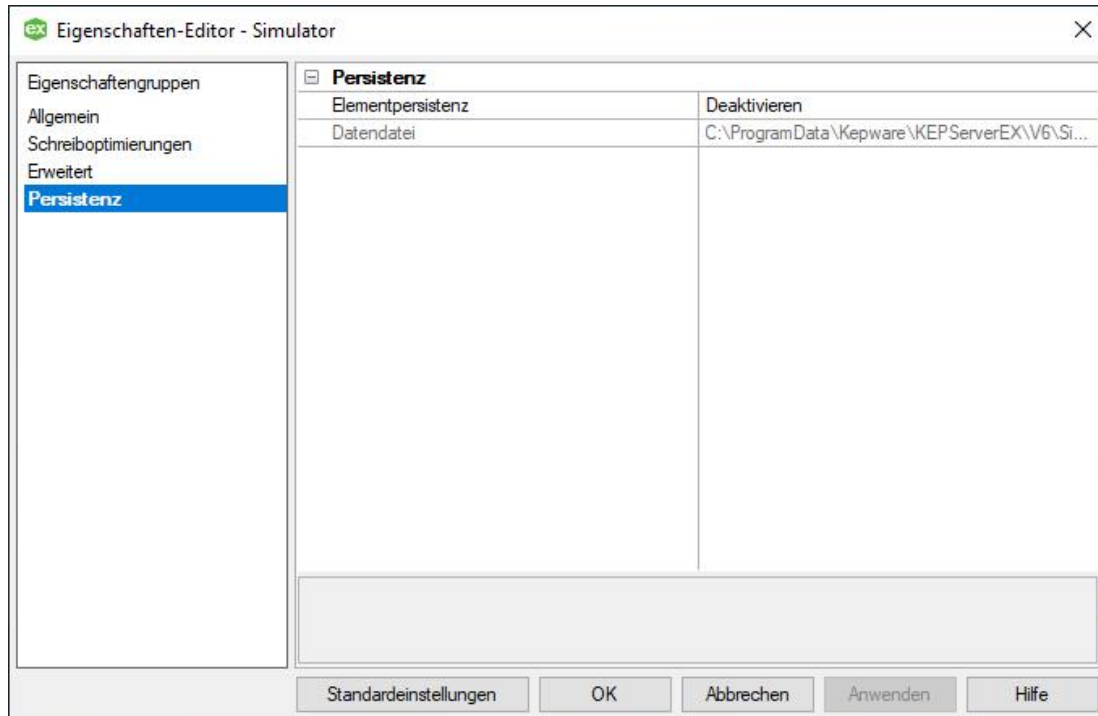 ex Eigenschaften-Editor - Simulator
Eigenschaftengruppen
Allgemein
Schreiboptimierungen
Erweitert
Persistenz
Persistenz
Elementpersistenz Deaktivieren
Datendatei C:\ProgramData\Kepware\KEPServerEX\V6\Si...
Standardeinstellungen OK Abbrechen Anwenden Hilfe